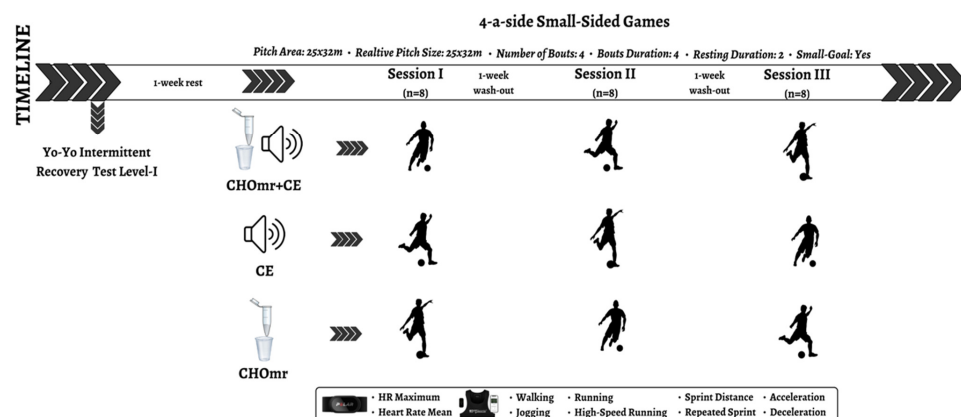 4-a-side Small-Sided Games
Pitch Area: 25x32m · Realtive Pitch Size: 25x32m · Number of Bouts: 4 · Bouts Duration: 4 · Resting Duration: 2 · Small-Goal: Yes
TIMELINE
1-week rest
Session I
(n=8)
1-week
wash-out
Session II
(n=8)
1-week
wash-out
Session III
(n=8)
Yo-Yo Intermittent
Recovery Test Level-I
CHOmr+CE
CE
CHOmr
· HR Maximum
· Heart Rate Mean
· Walking
· Jogging
· Running
· High-Speed Running
· Sprint Distance
· Repeated Sprint
· Acceleration
· Deceleration